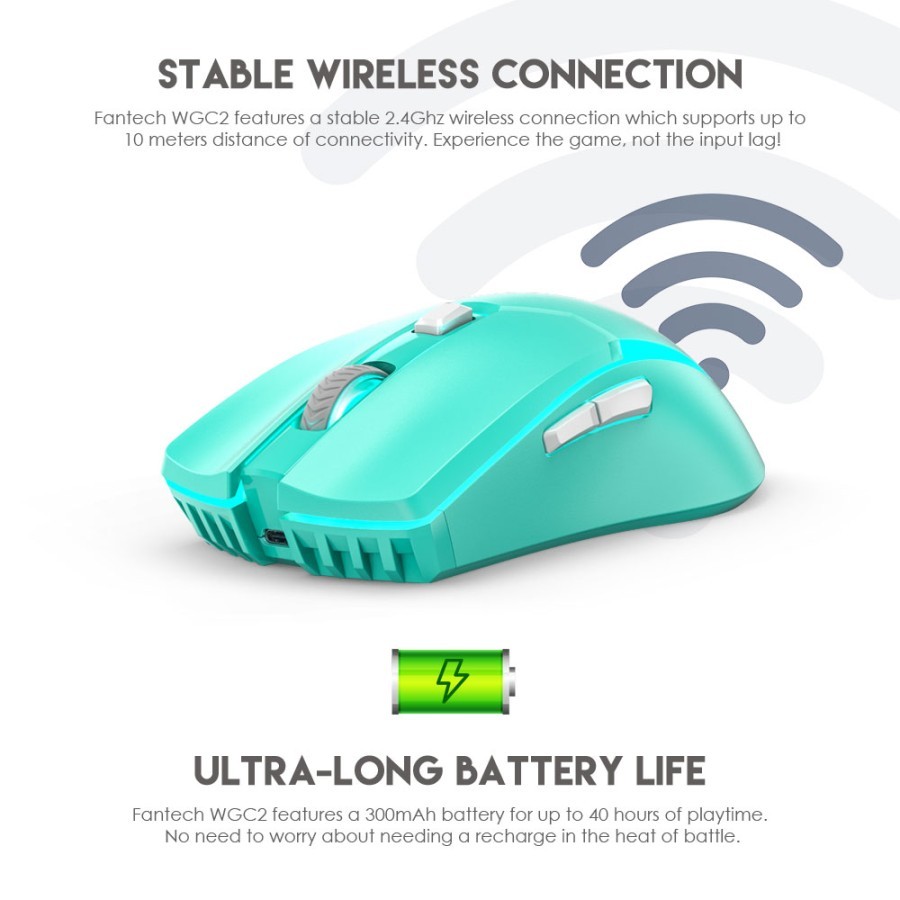 STABLE WIRELESS CONNECTION
Fantech WGC2 features a stable 2.4Ghz wireless connection which supports up to
10 meters distance of connectivity. Experience the game, not the input lag!
ULTRA-LONG BATTERY LIFE
Fantech WGC2 features a 300mAh battery for up to 40 hours of playtime.
No need to worry about needing a recharge in the heat of battle.